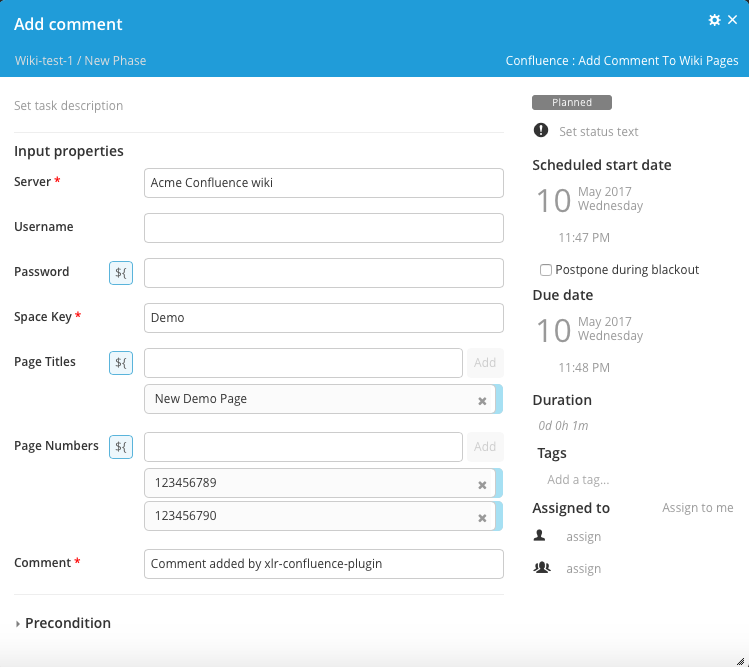 Add comment
Wiki-test-1 / New Phase
Confluence : Add Comment To Wiki Pages
Set task description
Input properties
Server *
Acme Confluence wiki
Username
Password
${
Space Key *
Demo
Page Titles
${
Add
New Demo Page
Page Numbers
${
Add
123456789
123456790
Comment *
Comment added by xlr-confluence-plugin
Precondition
Planned
Set status text
Scheduled start date
10
May 2017
Wednesday
11:47 PM
Postpone during blackout
Due date
10
May 2017
Wednesday
11:48 PM
Duration
0d 0h 1m
Tags
Add a tag...
Assigned to
Assign to me
assign
assign